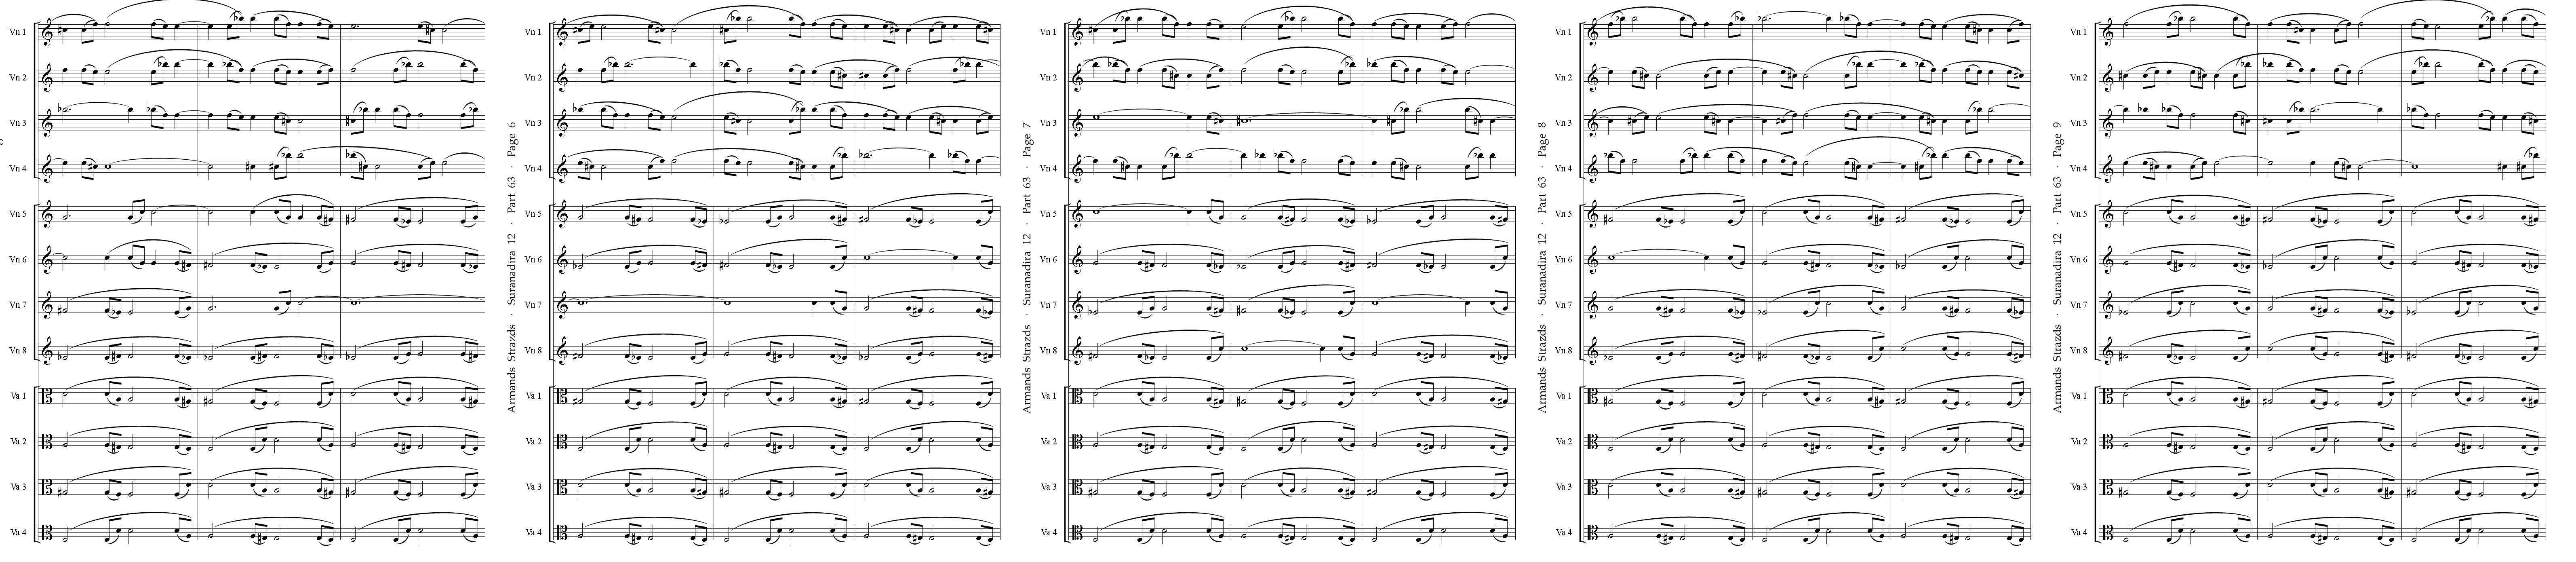 Vn 1
Vn 2
Vn 3
Vn 4
Vn 5
Vn 6
Vn 7
Vn 8
Va 1
Va 2
Va 3
Va 4
Armands Strazds · Suranadira 12 · Part 63 · Page 6
Vn 1
Vn 2
Vn 3
Vn 4
Vn 5
Vn 6
Vn 7
Vn 8
Va 1
Va 2
Va 3
Va 4
Armands Strazds · Suranadira 12 · Part 63 · Page 7
Vn 1
Vn 2
Vn 3
Vn 4
Vn 5
Vn 6
Vn 7
Vn 8
Va 1
Va 2
Va 3
Va 4
Armands Strazds · Suranadira 12 · Part 63 · Page 8
Vn 1
Vn 2
Vn 3
Vn 4
Vn 5
Vn 6
Vn 7
Vn 8
Va 1
Va 2
Va 3
Va 4
Armands Strazds · Suranadira 12 · Part 63 · Page 9
Vn 1
Vn 2
Vn 3
Vn 4
Vn 5
Vn 6
Vn 7
Vn 8
Va 1
Va 2
Va 3
Va 4